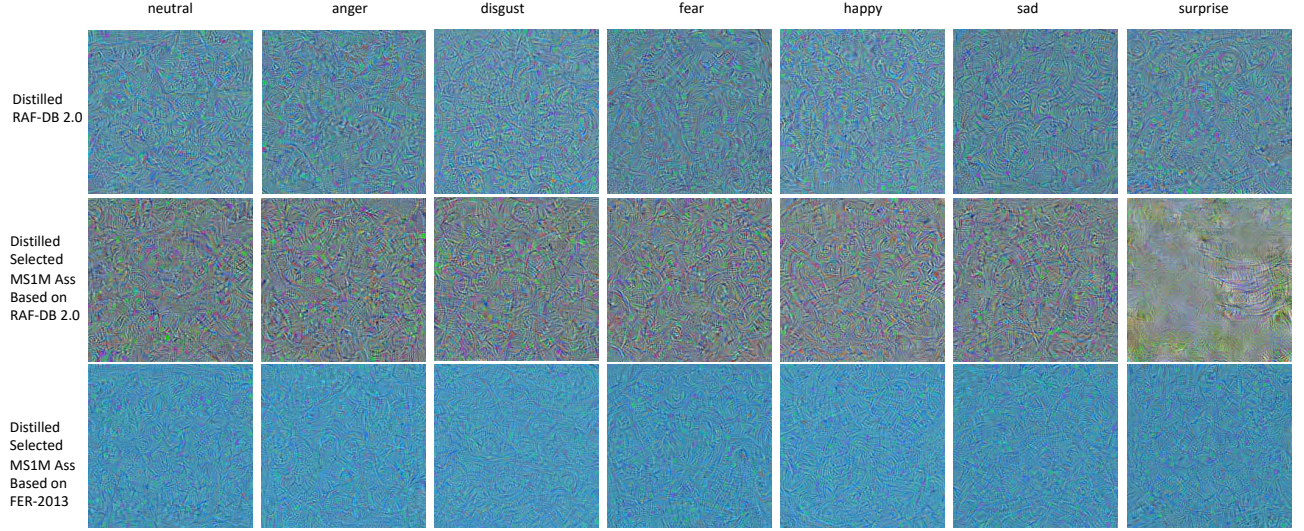 neutral anger disgust fear happy sad surprise
Distilled
RAF-DB 2.0
Distilled
Selected
MS1M Ass
Based on
RAF-DB 2.0
Distilled
Selected
MS1M Ass
Based on
FER-2013